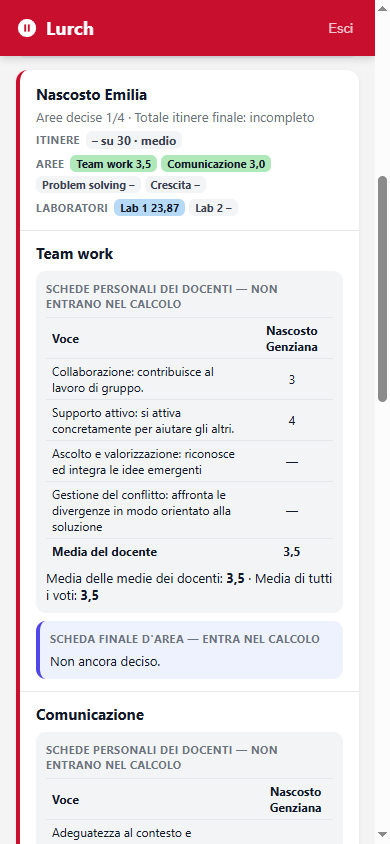 Lurch
Esci
Nascosto Emilia
Aree decise 1/4 · Totale itinere finale: incompleto
ITINERE – su 30 · medio
AREE Team work 3,5 Comunicazione 3,0
Problem solving – Crescita –
LABORATORI Lab 1 23,87 Lab 2 –
Team work
SCHEDE PERSONALI DEI DOCENTI — NON
ENTRANO NEL CALCOLO
Voce Nascosto
Genziana
Collaborazione: contribuisce al
lavoro di gruppo. 3
Supporto attivo: si attiva
concretamente per aiutare gli altri. 4
Ascolto e valorizzazione: riconosce
ed integra le idee emergenti —
Gestione del conflitto: affronta le
divergenze in modo orientato alla
soluzione —
Media del docente 3,5
Media delle medie dei docenti: 3,5 · Media di tutti
i voti: 3,5
SCHEDA FINALE D'AREA — ENTRA NEL CALCOLO
Non ancora deciso.
Comunicazione
SCHEDE PERSONALI DEI DOCENTI — NON
ENTRANO NEL CALCOLO
Voce Nascosto
Genziana
Adeguatezza al contesto e